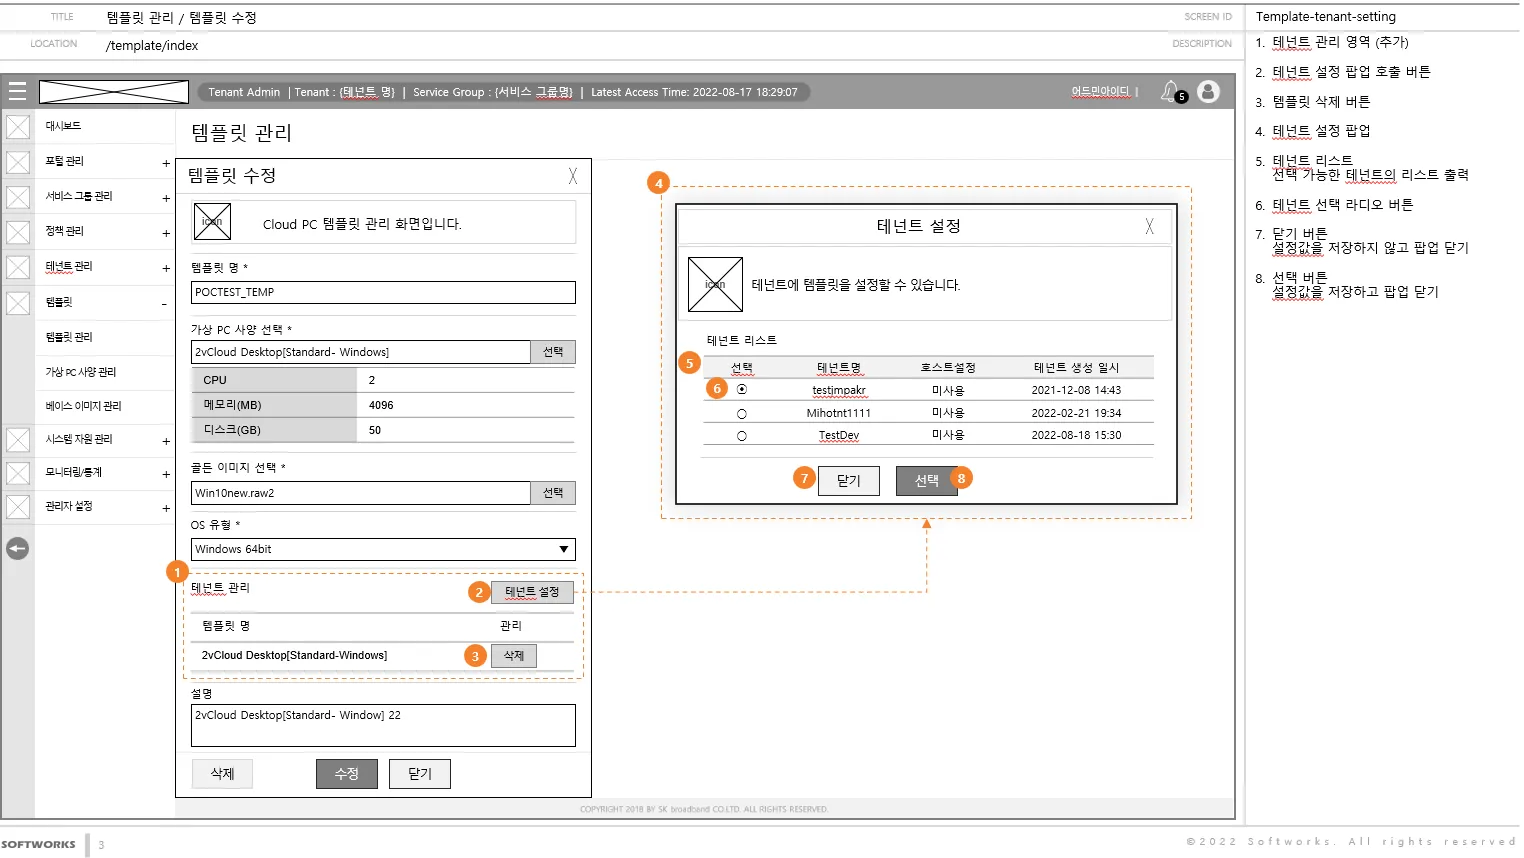 TITLE
템플릿 관리 / 템플릿 수정
SCREEN ID
Template-tenant-setting
LOCATION
/template/index
DESCRIPTION
Tenant Admin | Tenant : {테넌트 명} | Service Group : {서비스 그룹명} | Latest Access Time: 2022-08-17 18:29:07
어드민아이디 |
5
대시보드
포털 관리 +
서비스 그룹 관리 +
정책 관리 +
테넌트 관리 +
템플릿 -
템플릿 관리
가상 PC 사양 관리
베이스 이미지 관리
시스템 자원 관리 +
모니터링/통계 +
관리자 설정 +
템플릿 관리
템플릿 수정 X
icon
Cloud PC 템플릿 관리 화면입니다.
템플릿 명 *
POCTEST_TEMP
가상 PC 사양 선택 *
2vCloud Desktop[Standard- Windows] 선택
CPU 2
메모리(MB) 4096
디스크(GB) 50
골든 이미지 선택 *
Win10new.raw2 선택
OS 유형 *
Windows 64bit ▼
1
테넌트 관리 2 테넌트 설정
템플릿 명 관리
2vCloud Desktop[Standard-Windows] 3 삭제
설명
2vCloud Desktop[Standard- Window] 22
삭제 수정 닫기
4
테넌트 설정 X
icon
테넌트에 템플릿을 설정할 수 있습니다.
테넌트 리스트
5
선택 테넌트명 호스트설정 테넌트 생성 일시
6 testimpakr 미사용 2021-12-08 14:43
Mihotnt1111 미사용 2022-02-21 19:34
TestDev 미사용 2022-08-18 15:30
7 닫기 선택 8
1. 테넌트 관리 영역 (추가)
2. 테넌트 설정 팝업 호출 버튼
3. 템플릿 삭제 버튼
4. 테넌트 설정 팝업
5. 테넌트 리스트
선택 가능한 테넌트의 리스트 출력
6. 테넌트 선택 라디오 버튼
7. 닫기 버튼
설정값을 저장하지 않고 팝업 닫기
8. 선택 버튼
설정값을 저장하고 팝업 닫기
COPYRIGHT 2018 BY SK broadband CO.LTD. ALL RIGHTS RESERVED.
SOFTWORKS 3
©2022 Softworks. All rights reserved